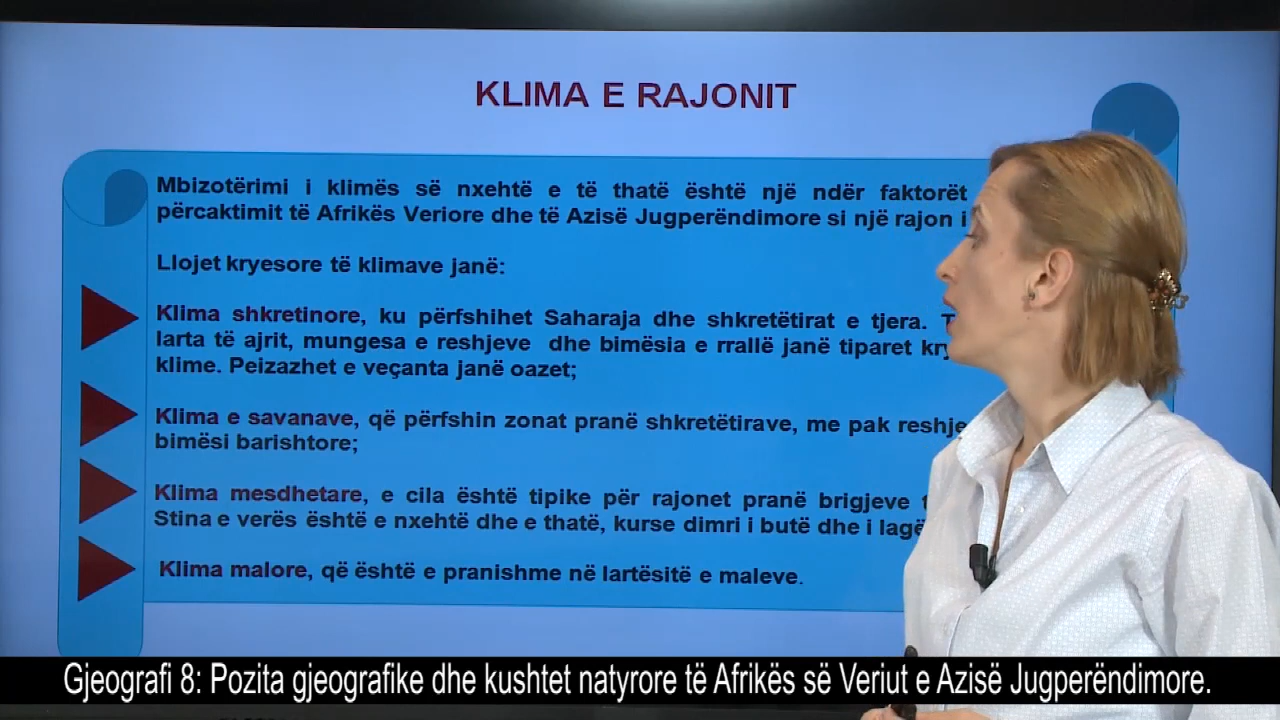 KLIMA E RAJONIT
Mbizotërimi i klimës së nxehtë e të thatë është një ndër faktorët
përcaktimit të Afrikës Veriore dhe të Azisë Jugperëndimore si një rajon i
Llojet kryesore të klimave janë:
Klima shkretinore, ku përfshihet Saharaja dhe shkretëtirat e tjera.
larta të ajrit, mungesa e reshjeve dhe bimësia e rrallë janë tiparet
klime. Peizazhet e veçanta janë oazet;
Klima e savanave, që përfshin zonat pranë shkretëtirave, me pak reshje
bimësi barishtore;
Klima mesdhetare, e cila është tipike për rajonet pranë brigjeve
Stina e verës është e nxehtë dhe e thatë, kurse dimri i butë dhe i
Klima malore, që është e pranishme në lartësitë e maleve.
Gjeografi 8: Pozita gjeografike dhe kushtet natyrore të Afrikës së Veriut e Azisë Jugperëndimore.